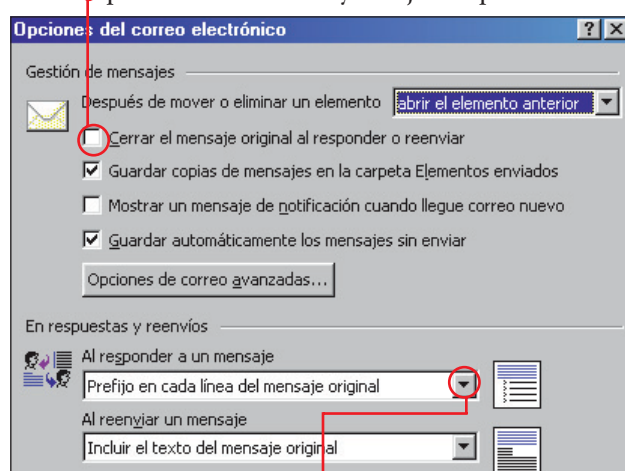 Opciones del correo electrónico
Gestión de mensajes
Después de mover o eliminar un elemento abrir el elemento anterior
Cerrar el mensaje original al responder o reenviar
Guardar copias de mensajes en la carpeta Elementos enviados
Mostrar un mensaje de notificación cuando llegue correo nuevo
Guardar automáticamente los mensajes sin enviar
Opciones de correo avanzadas...
En respuestas y reenvíos
Al responder a un mensaje
Prefijo en cada línea del mensaje original
Al reenviar un mensaje
Incluir el texto del mensaje original